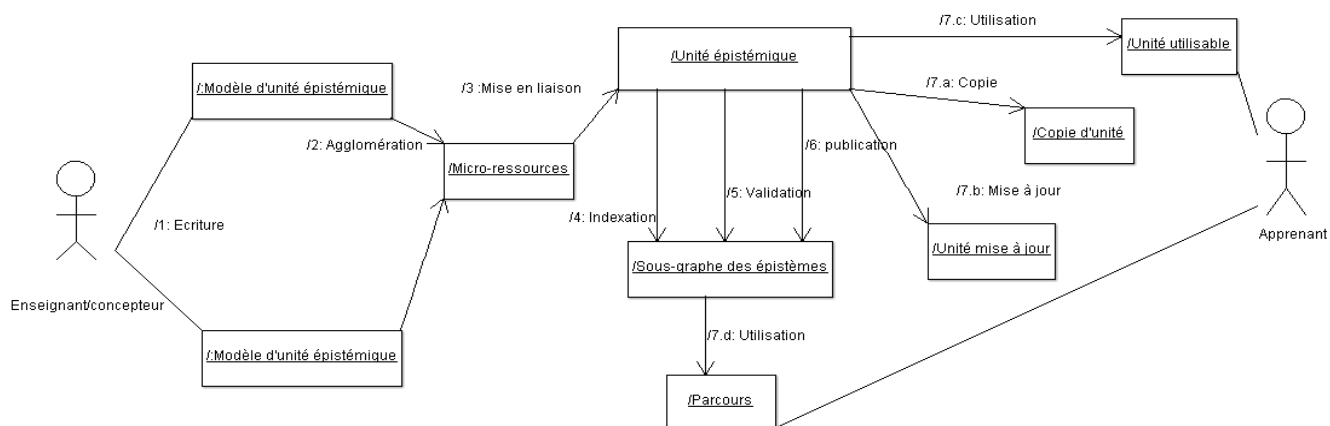 /7.c: Utilisation
/Unité utilisable
/Unité épistémique
/:Modèle d'unité épistémique
/3 :Mise en liaison
/7.a: Copie
/Copie d'unité
/2: Agglomération
/6: publication
/Micro-ressources
/5: Validation
/7.b: Mise à jour
/4: Indexation
/1: Ecriture
Apprenant
/Unité mise à jour
/Sous-graphe des épistèmes
Enseignant/concepteur
/7.d: Utilisation
/:Modèle d'unité épistémique
/Parcours